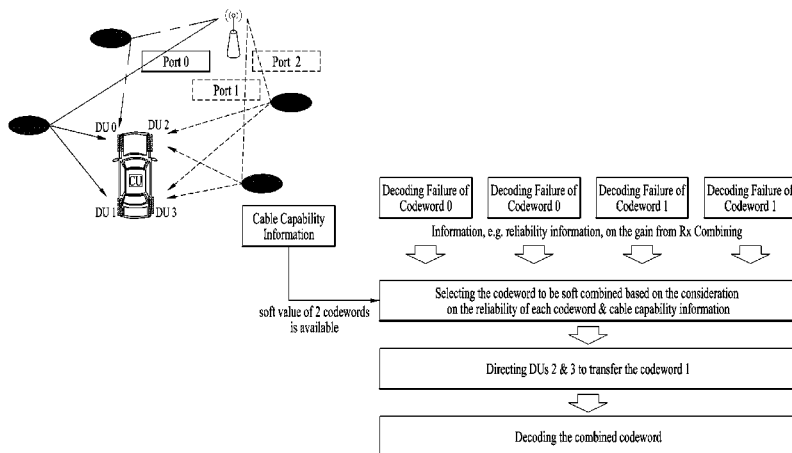 Port 0
Port 2
Port 1
DU 0
DU 2
CU
DU 1
DU 3
Cable Capability
Information
Decoding Failure of
Codeword 0
Decoding Failure of
Codeword 0
Decoding Failure of
Codeword 1
Decoding Failure of
Codeword 1
Information, e.g. reliability information, on the gain from Rx Combining
soft value of 2 codewords
is available
Selecting the codeword to be soft combined based on the consideration
on the reliability of each codeword & cable capability information
Directing DUs 2 & 3 to transfer the codeword 1
Decoding the combined codeword